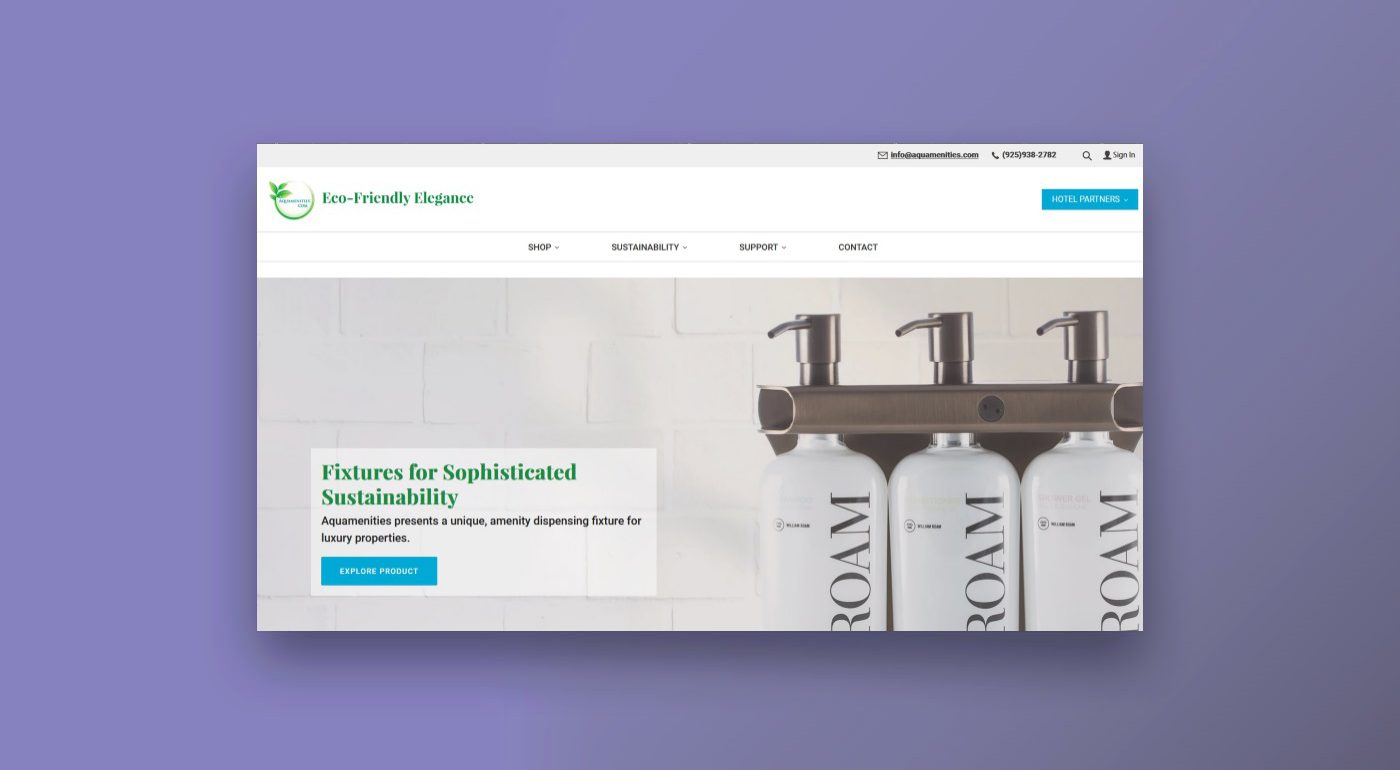 info@aquamenities.com (925)938-2782 Sign In
AQUAMENITIES
.COM
Eco-Friendly Elegance
HOTEL PARTNERS
SHOP SUSTAINABILITY SUPPORT CONTACT
Fixtures for Sophisticated
Sustainability
Aquamenities presents a unique, amenity dispensing fixture for
luxury properties.
EXPLORE PRODUCT
SHOWER GEL
WILLIAM ROAM
WILLIAM ROAM
WILLIAM ROAM
ROAM
ROAM
ROAM